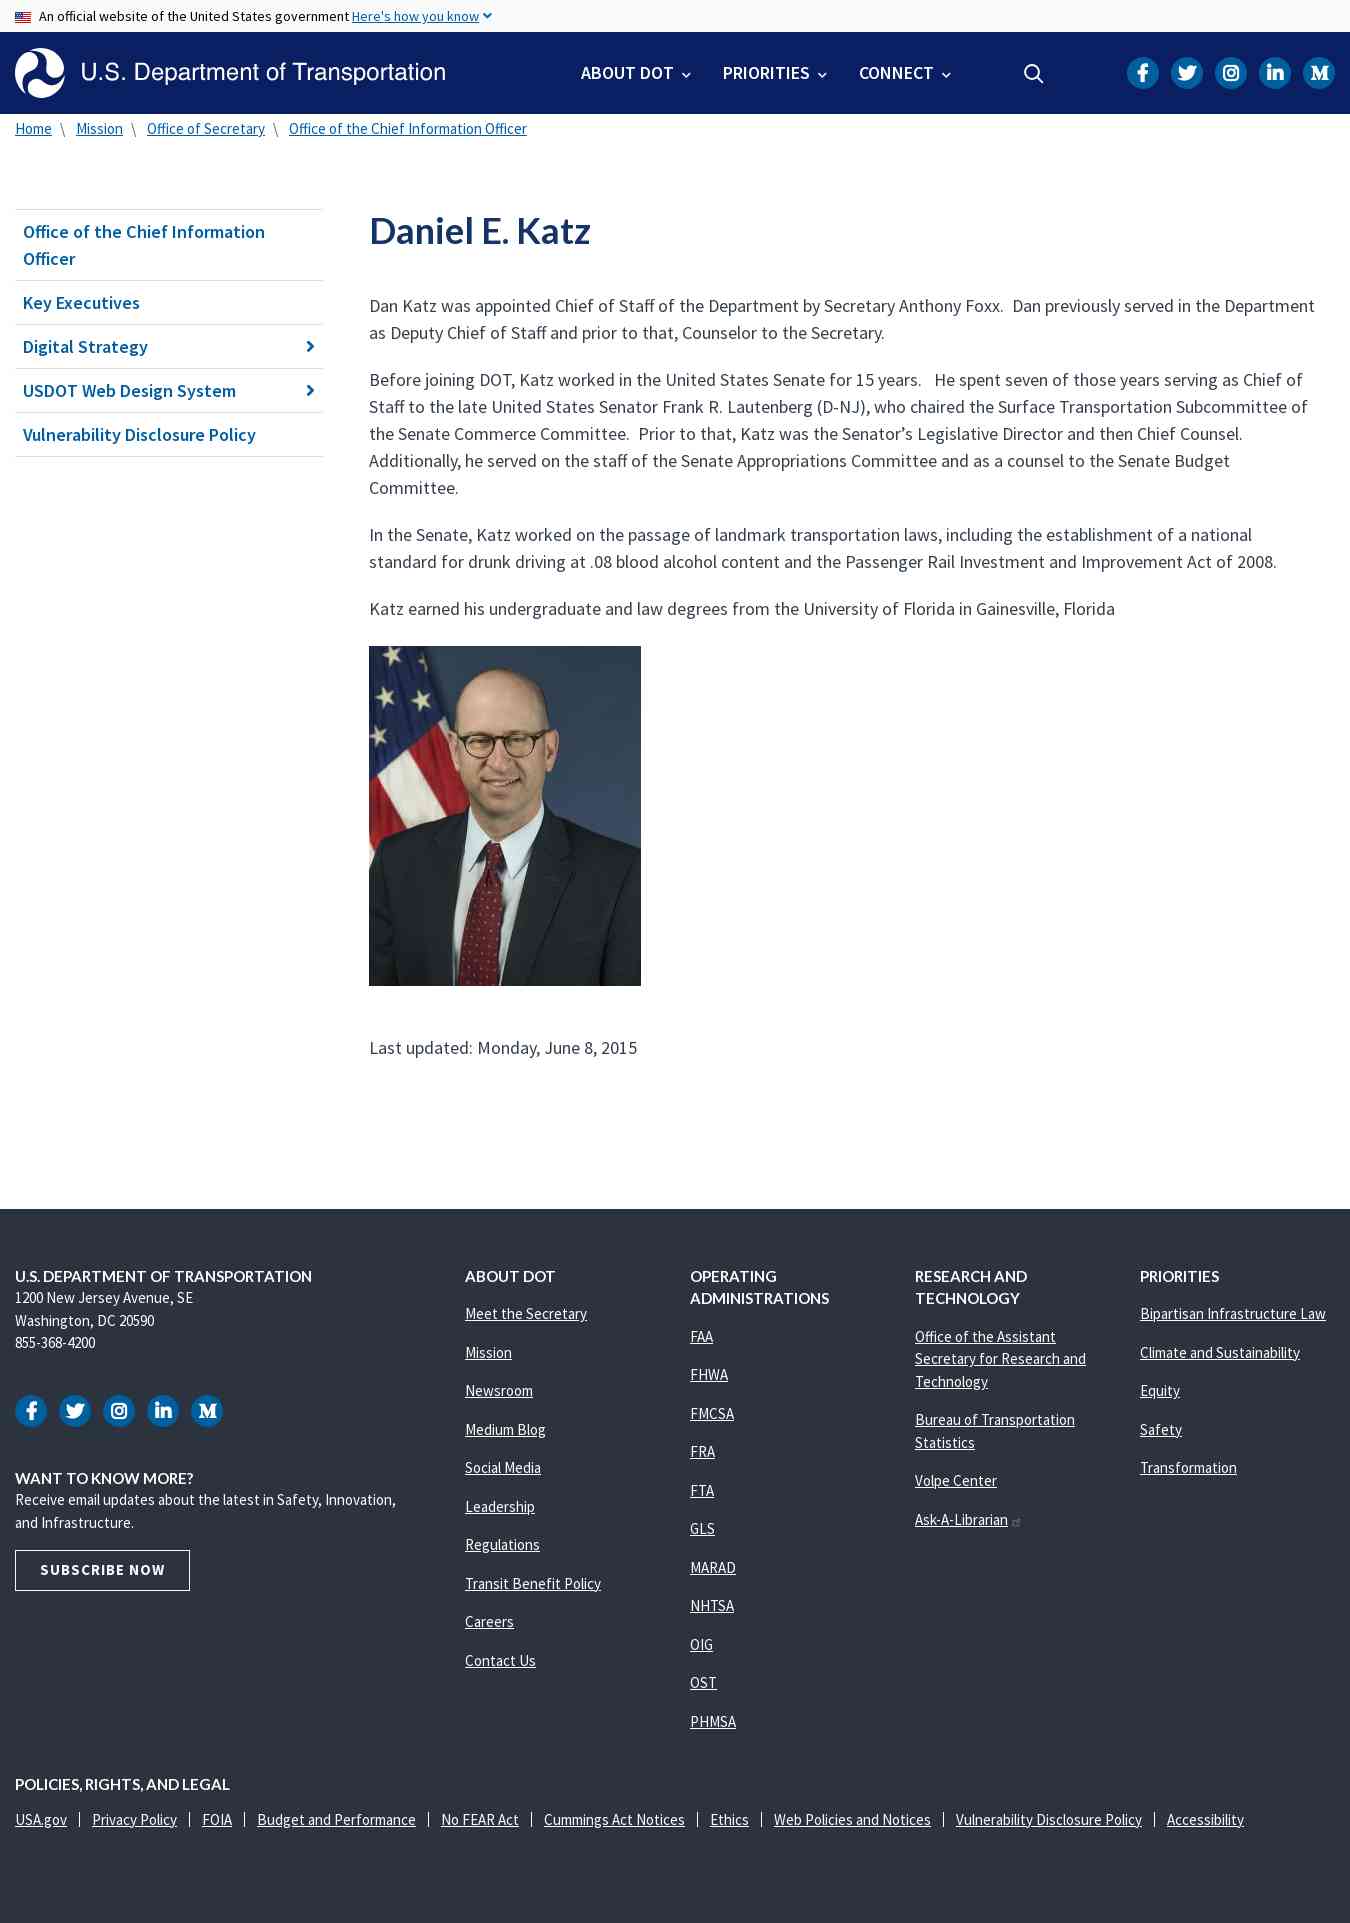 An official website of the United States government Here's how you know
U.S. Department of Transportation
ABOUT DOT
PRIORITIES
CONNECT
Home \ Mission \ Office of Secretary \ Office of the Chief Information Officer
Office of the Chief Information
Officer
Key Executives
Digital Strategy
USDOT Web Design System
Vulnerability Disclosure Policy
Daniel E. Katz
Dan Katz was appointed Chief of Staff of the Department by Secretary Anthony Foxx.  Dan previously served in the Department
as Deputy Chief of Staff and prior to that, Counselor to the Secretary.
Before joining DOT, Katz worked in the United States Senate for 15 years.   He spent seven of those years serving as Chief of
Staff to the late United States Senator Frank R. Lautenberg (D-NJ), who chaired the Surface Transportation Subcommittee of
the Senate Commerce Committee.  Prior to that, Katz was the Senator’s Legislative Director and then Chief Counsel.
Additionally, he served on the staff of the Senate Appropriations Committee and as a counsel to the Senate Budget
Committee.
In the Senate, Katz worked on the passage of landmark transportation laws, including the establishment of a national
standard for drunk driving at .08 blood alcohol content and the Passenger Rail Investment and Improvement Act of 2008.
Katz earned his undergraduate and law degrees from the University of Florida in Gainesville, Florida
Last updated: Monday, June 8, 2015
U.S. DEPARTMENT OF TRANSPORTATION
1200 New Jersey Avenue, SE
Washington, DC 20590
855-368-4200
WANT TO KNOW MORE?
Receive email updates about the latest in Safety, Innovation,
and Infrastructure.
SUBSCRIBE NOW
ABOUT DOT
Meet the Secretary
Mission
Newsroom
Medium Blog
Social Media
Leadership
Regulations
Transit Benefit Policy
Careers
Contact Us
OPERATING
ADMINISTRATIONS
FAA
FHWA
FMCSA
FRA
FTA
GLS
MARAD
NHTSA
OIG
OST
PHMSA
RESEARCH AND
TECHNOLOGY
Office of the Assistant
Secretary for Research and
Technology
Bureau of Transportation
Statistics
Volpe Center
Ask-A-Librarian
PRIORITIES
Bipartisan Infrastructure Law
Climate and Sustainability
Equity
Safety
Transformation
POLICIES, RIGHTS, AND LEGAL
USA.gov | Privacy Policy | FOIA | Budget and Performance | No FEAR Act | Cummings Act Notices | Ethics | Web Policies and Notices | Vulnerability Disclosure Policy | Accessibility